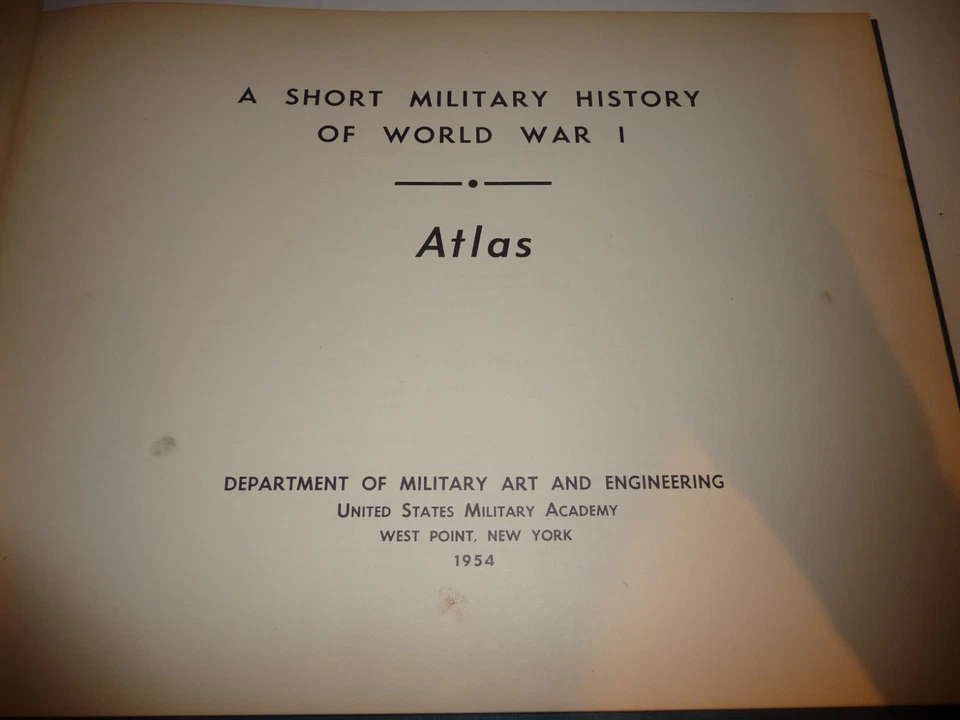 A SHORT MILITARY HISTORY
OF WORLD WAR I
Atlas
DEPARTMENT OF MILITARY ART AND ENGINEERING
UNITED STATES MILITARY ACADEMY
WEST POINT, NEW YORK
1954